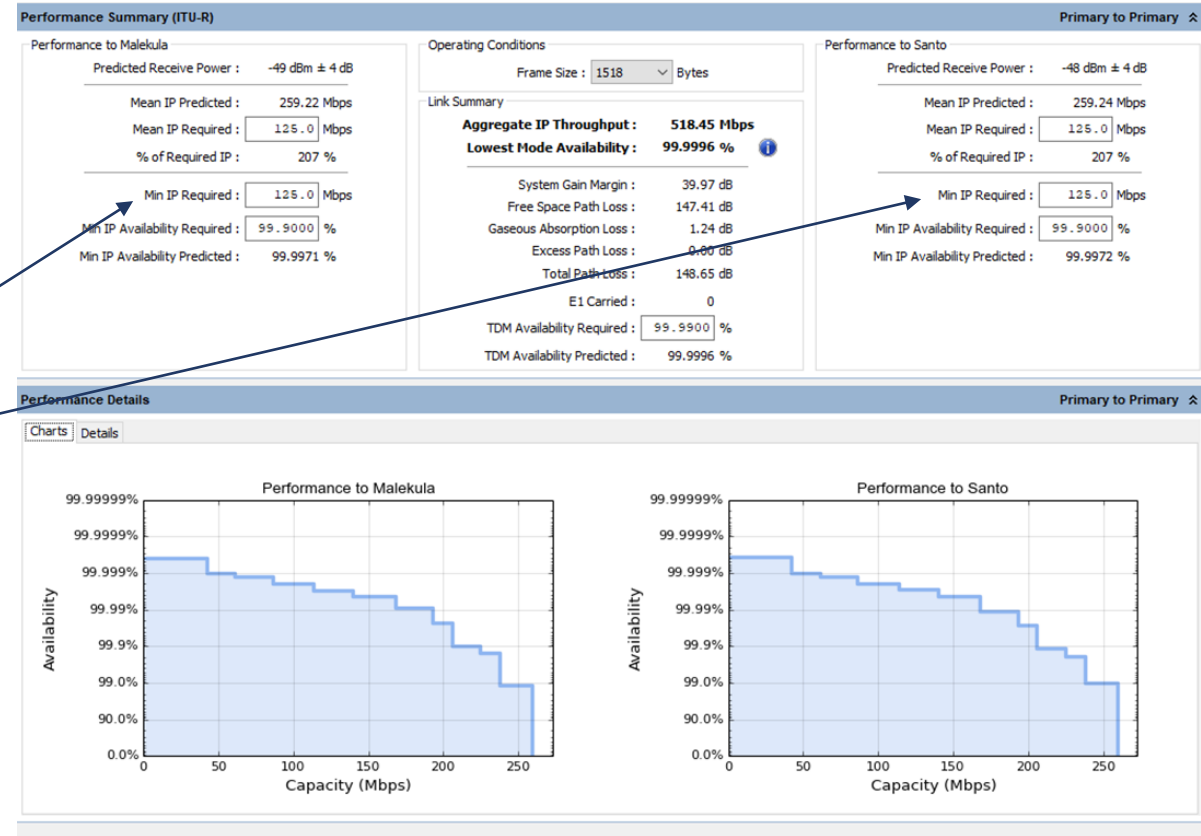 Performance Summary (ITU-R)
Primary to Primary
Performance to Malekula
Predicted Receive Power : -49 dBm ± 4 dB
Mean IP Predicted : 259.22 Mbps
Mean IP Required : 125.0 Mbps
% of Required IP : 207 %
Min IP Required : 125.0 Mbps
Min IP Availability Required : 99.9000 %
Min IP Availability Predicted : 99.9971 %
Operating Conditions
Frame Size : 1518 Bytes
Link Summary
Aggregate IP Throughput : 518.45 Mbps
Lowest Mode Availability : 99.9996 %
System Gain Margin : 39.97 dB
Free Space Path Loss : 147.41 dB
Gaseous Absorption Loss : 1.24 dB
Excess Path Loss : 0.00 dB
Total Path Loss : 148.65 dB
E1 Carried : 0
TDM Availability Required : 99.9900 %
TDM Availability Predicted : 99.9996 %
Performance to Santo
Predicted Receive Power : -48 dBm ± 4 dB
Mean IP Predicted : 259.24 Mbps
Mean IP Required : 125.0 Mbps
% of Required IP : 207 %
Min IP Required : 125.0 Mbps
Min IP Availability Required : 99.9000 %
Min IP Availability Predicted : 99.9972 %
Performance Details
Primary to Primary
Charts Details
Performance to Malekula
99.99999%
99.9999%
99.999%
99.99%
99.9%
99.0%
90.0%
0.0%
Availability
0 50 100 150 200 250
Capacity (Mbps)
Performance to Santo
99.99999%
99.9999%
99.999%
99.99%
99.9%
99.0%
90.0%
0.0%
Availability
0 50 100 150 200 250
Capacity (Mbps)